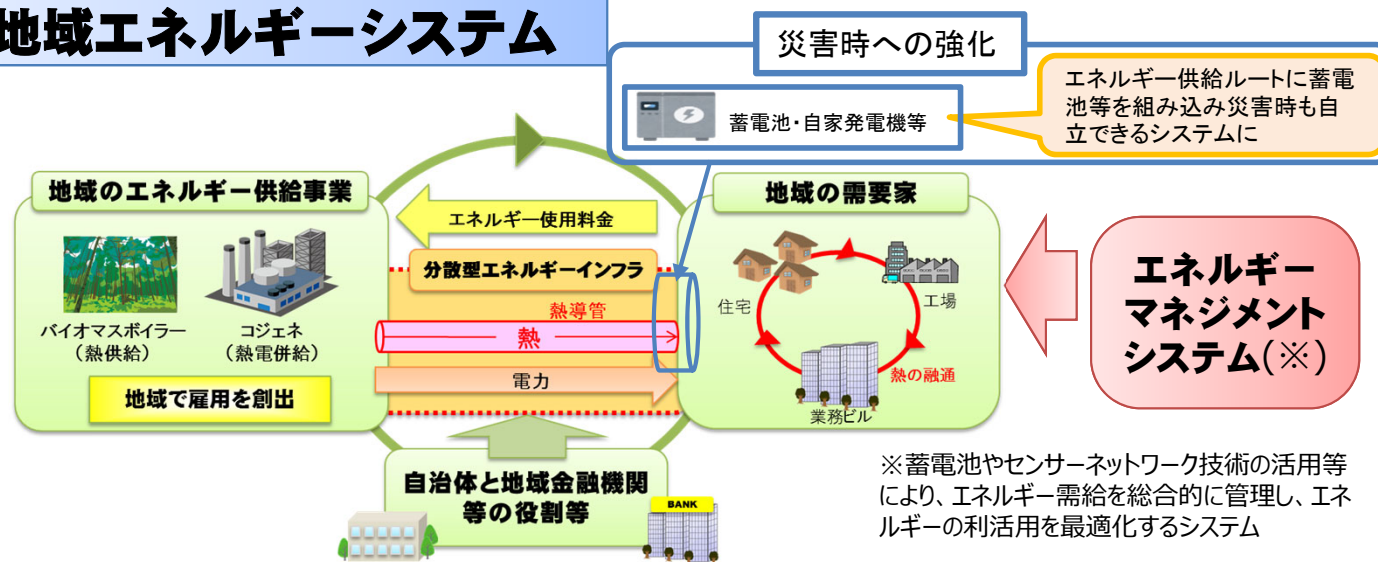 地域エネルギーシステム
災害時への強化
蓄電池・自家発電機等
エネルギー供給ルートに蓄電
池等を組み込み災害時も自
立できるシステムに
地域のエネルギー供給事業
バイオマスボイラー
（熱供給）
コジェネ
（熱電併給）
地域で雇用を創出
エネルギー使用料金
分散型エネルギーインフラ
熱導管
熱
電力
地域の需要家
住宅
工場
熱の融通
業務ビル
エネルギー
マネジメント
システム(※)
自治体と地域金融機関
等の役割等
BANK
※蓄電池やセンサーネットワーク技術の活用等
により、エネルギー需給を総合的に管理し、エネ
ルギーの利活用を最適化するシステム